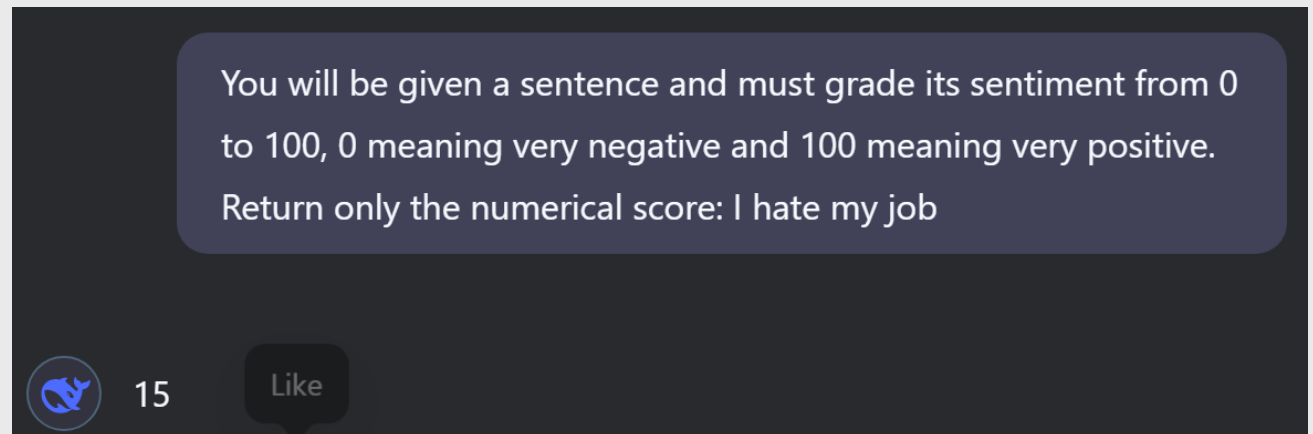 You will be given a sentence and must grade its sentiment from 0
to 100, 0 meaning very negative and 100 meaning very positive.
Return only the numerical score: I hate my job
15
Like